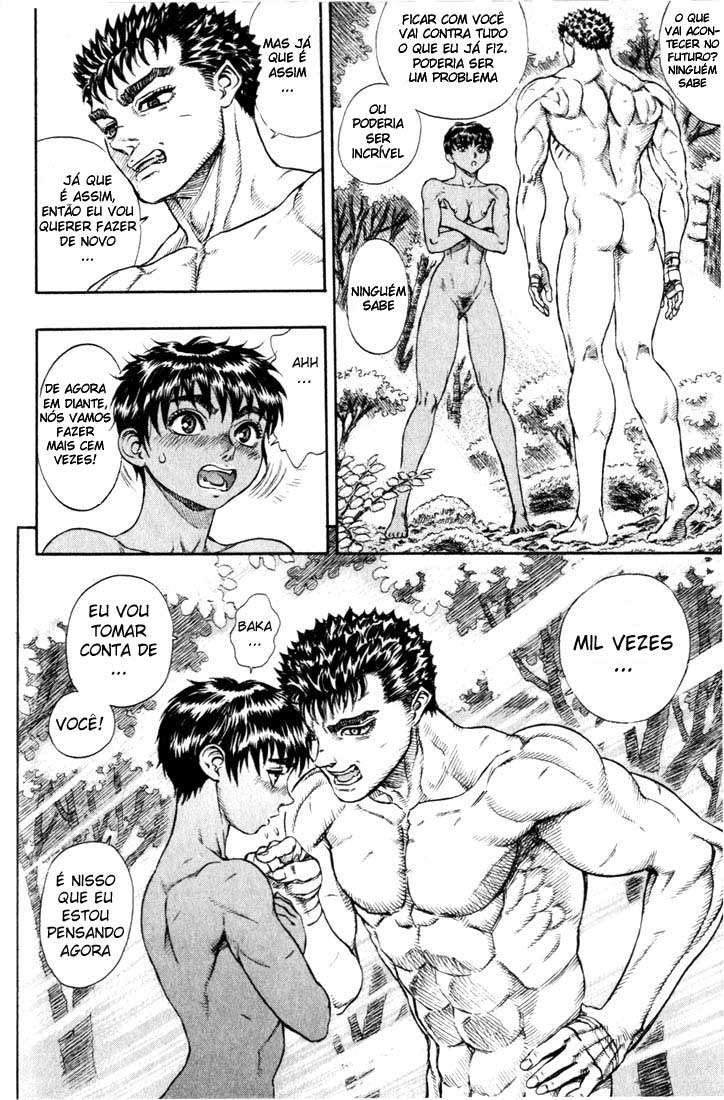 O QUE
VAI ACON-
TECER NO
FUTURO?
NINGUÉM
SABE
FICAR COM VOCÊ
VAI CONTRA TUDO
O QUE EU JÁ FIZ.
PODERIA SER
UM PROBLEMA
OU
PODERIA
SER
INCRÍVEL
NINGUÉM
SABE
MAS JÁ
QUE É
ASSIM
...
JÁ QUE
É ASSIM,
ENTÃO EU VOU
QUERER FAZER
DE NOVO
...
AHH
...
DE AGORA
EM DIANTE,
NÓS VAMOS
FAZER
MAIS CEM
VEZES!
MIL VEZES
...
BAKA
...
EU VOU
TOMAR
CONTA DE
...
VOCÊ!
É NISSO
QUE EU
ESTOU
PENSANDO
AGORA